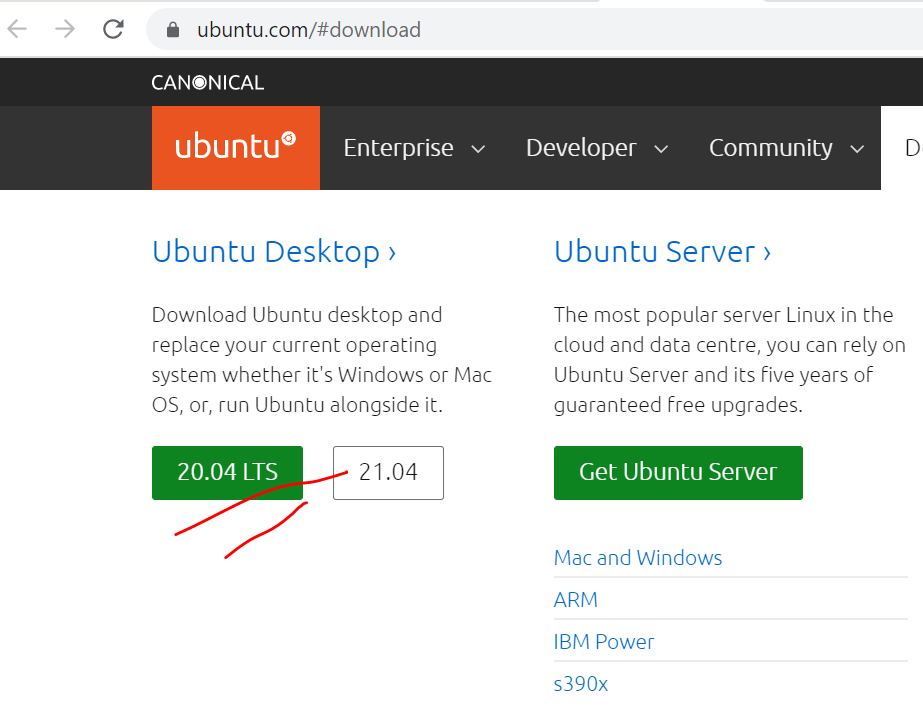 ubuntu.com/#download
CANONICAL
ubuntu Enterprise Developer Community
Ubuntu Desktop ›
Download Ubuntu desktop and
replace your current operating
system whether it's Windows or Mac
OS, or, run Ubuntu alongside it.
20.04 LTS 21.04
Ubuntu Server ›
The most popular server Linux in the
cloud and data centre, you can rely on
Ubuntu Server and its five years of
guaranteed free upgrades.
Get Ubuntu Server
Mac and Windows
ARM
IBM Power
s390x